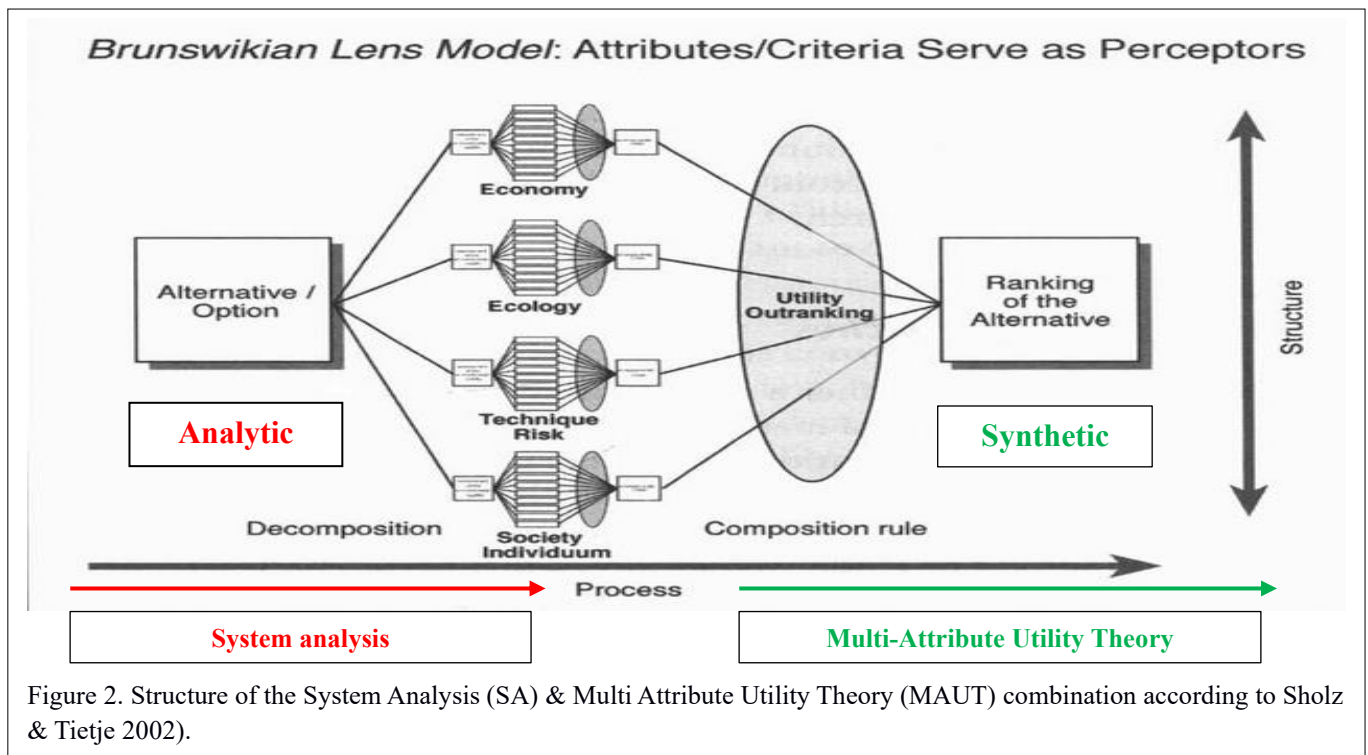 Brunswikian Lens Model: Attributes/Criteria Serve as Perceptors
Economy
Ecology
Alternative /
Option
Utility
Outranking
Ranking
of the
Alternative
Structure
Analytic
Technique
Risk
Synthetic
Decomposition
Society
Individuum
Composition rule
Process
System analysis
Multi-Attribute Utility Theory
Figure 2. Structure of the System Analysis (SA) & Multi Attribute Utility Theory (MAUT) combination according to Sholz
& Tietje 2002).